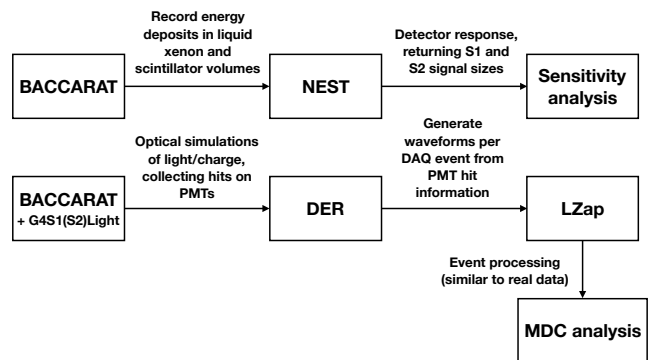 Record energy
deposits in liquid
xenon and
scintillator volumes
Detector response,
returning S1 and
S2 signal sizes
BACCARAT
NEST
Sensitivity
analysis
Optical simulations
of light/charge,
collecting hits on
PMTs
Generate
waveforms per
DAQ event from
PMT hit
information
BACCARAT
+ G4S1(S2)Light
DER
LZap
Event processing
(similar to real data)
MDC analysis